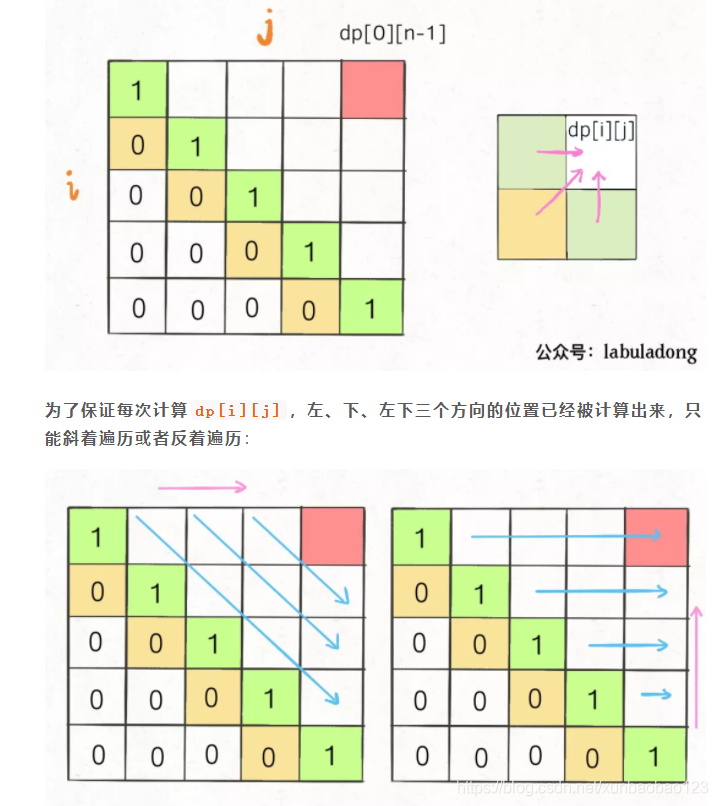 j dp[0][n-1]
1
0 1
i 0 0 1
0 0 0 1
0 0 0 0 1
dp[i][j]
公众号：labuladong
为了保证每次计算 dp[i][j]，左、下、左下三个方向的位置已经被计算出来，只
能斜着遍历或者反着遍历：
1
0 1
0 0 1
0 0 0 1
0 0 0 0 1
1
0 1
0 0 1
0 0 0 1
0 0 0 0 1
https://blog.csdn.net/xunbaobao123